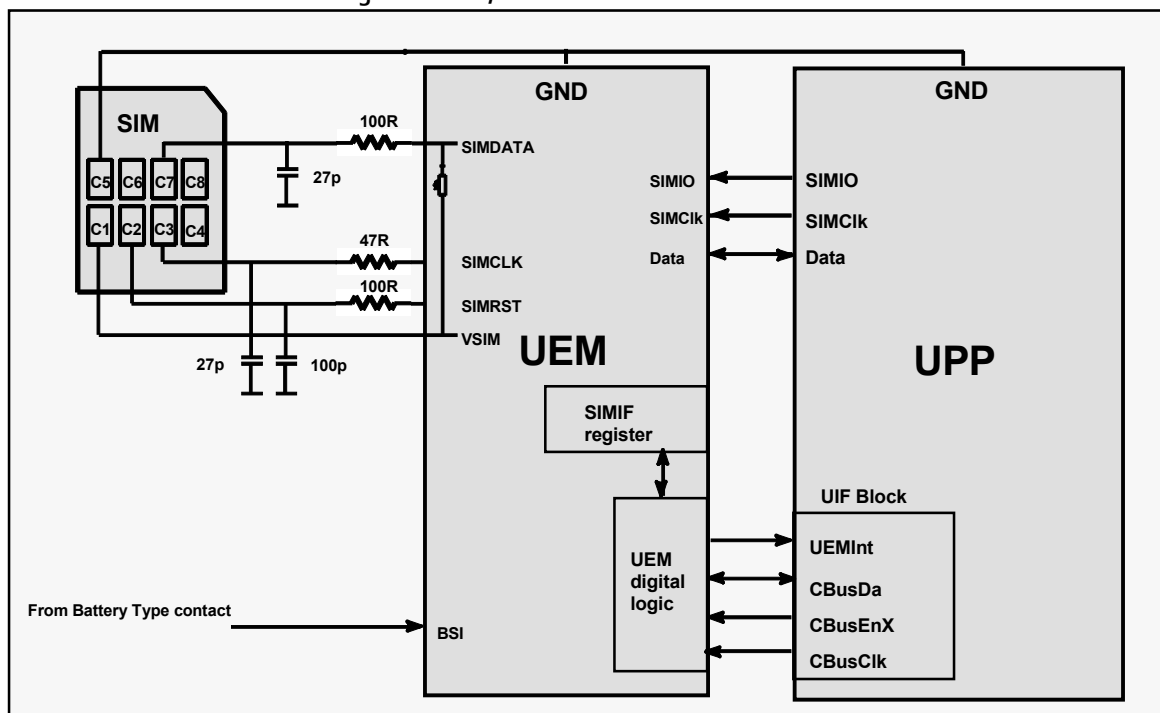 GND
GND
SIM
100R
SIMDATA
27p
C5 C6 C7 C8
C1 C2 C3 C4
SIMIO
SIMIO
SIMClk
SIMClk
47R
SIMCLK
Data
Data
100R
SIMRST
VSIM
27p
100p
UEM
UPP
SIMIF
register
UIF Block
UEM
digital
logic
UEMInt
CBusDa
CBusEnX
CBusClk
From Battery Type contact
BSI